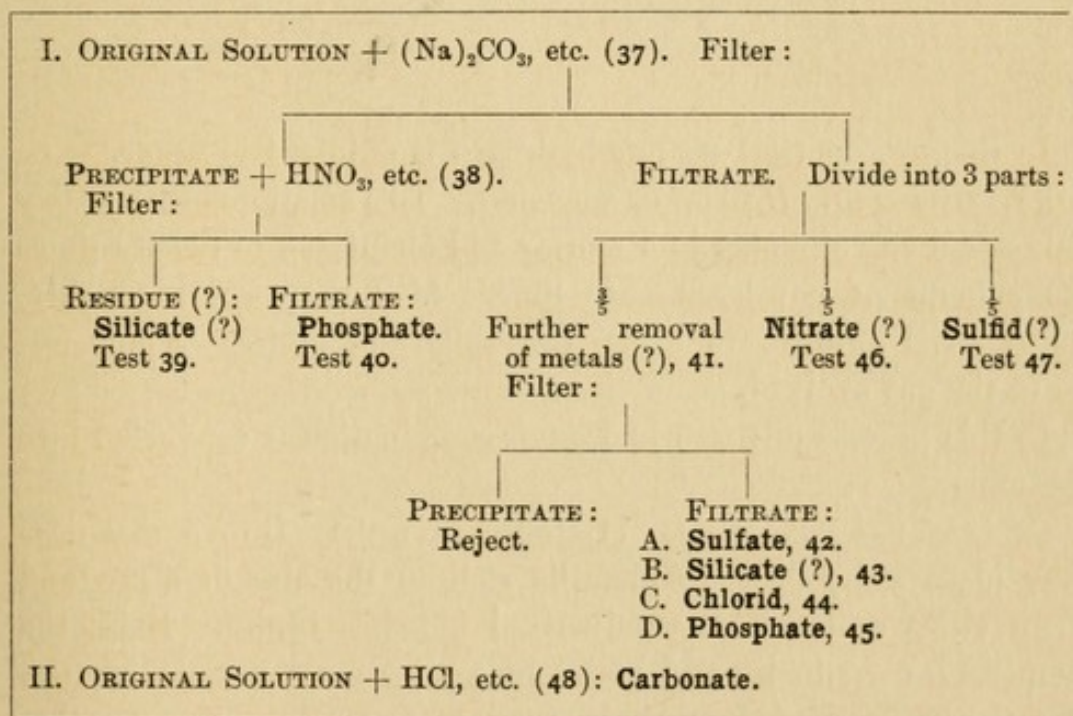 I. ORIGINAL SOLUTION + (Na)₂CO₃, etc. (37). Filter :
PRECIPITATE + HNO₃, etc. (38).
Filter :
FILTRATE. Divide into 3 parts :
RESIDUE (?) :
Silicate (?)
Test 39.
FILTRATE :
Phosphate.
Test 40.
3/5
Further removal
of metals (?), 41.
Filter :
1/5
Nitrate (?)
Test 46.
1/5
Sulfid (?)
Test 47.
PRECIPITATE :
Reject.
FILTRATE :
A. Sulfate, 42.
B. Silicate (?), 43.
C. Chlorid, 44.
D. Phosphate, 45.
II. ORIGINAL SOLUTION + HCl, etc. (48): Carbonate.